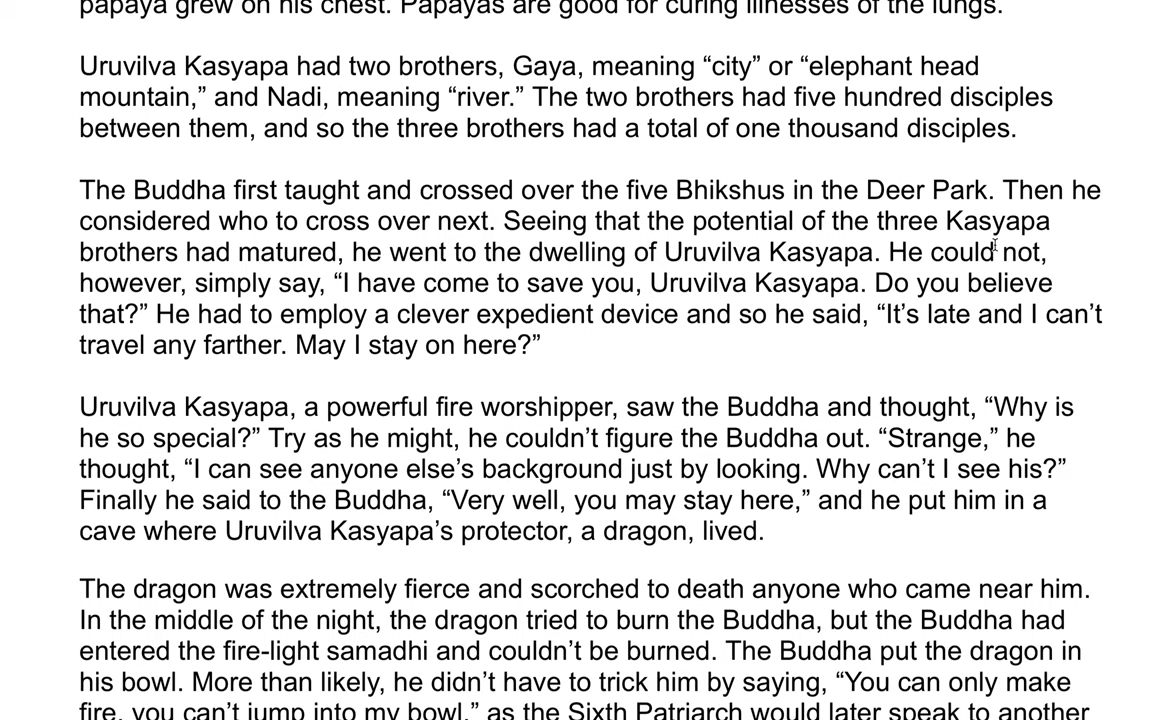 papaya grew on his chest. Papayas are good for curing illnesses of the lungs.
Uruvilva Kasyapa had two brothers, Gaya, meaning “city” or “elephant head
mountain,” and Nadi, meaning “river.” The two brothers had five hundred disciples
between them, and so the three brothers had a total of one thousand disciples.
The Buddha first taught and crossed over the five Bhikshus in the Deer Park. Then he
considered who to cross over next. Seeing that the potential of the three Kasyapa
brothers had matured, he went to the dwelling of Uruvilva Kasyapa. He could not,
however, simply say, “I have come to save you, Uruvilva Kasyapa. Do you believe
that?” He had to employ a clever expedient device and so he said, “It’s late and I can’t
travel any farther. May I stay on here?”
Uruvilva Kasyapa, a powerful fire worshipper, saw the Buddha and thought, “Why is
he so special?” Try as he might, he couldn’t figure the Buddha out. “Strange,” he
thought, “I can see anyone else’s background just by looking. Why can’t I see his?”
Finally he said to the Buddha, “Very well, you may stay here,” and he put him in a
cave where Uruvilva Kasyapa’s protector, a dragon, lived.
The dragon was extremely fierce and scorched to death anyone who came near him.
In the middle of the night, the dragon tried to burn the Buddha, but the Buddha had
entered the fire-light samadhi and couldn’t be burned. The Buddha put the dragon in
his bowl. More than likely, he didn’t have to trick him by saying, “You can only make
fire, you can’t jump into my bowl,” as the Sixth Patriarch would later speak to another